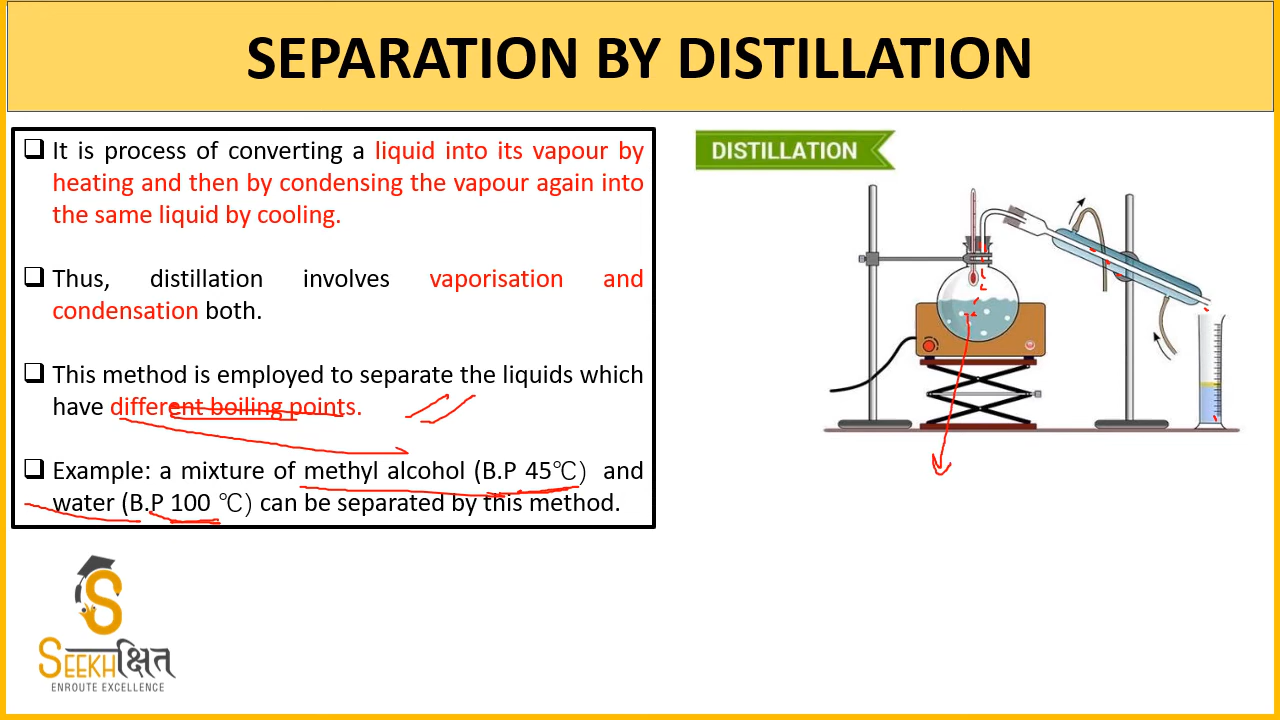 SEPARATION BY DISTILLATION
It is process of converting a liquid into its vapour by
heating and then by condensing the vapour again into
the same liquid by cooling.
Thus, distillation involves vaporisation and
condensation both.
This method is employed to separate the liquids which
have different boiling points.
Example: a mixture of methyl alcohol (B.P 45℃) and
water (B.P 100 ℃) can be separated by this method.
DISTILLATION
SEEKHक्षित
ENROUTE EXCELLENCE